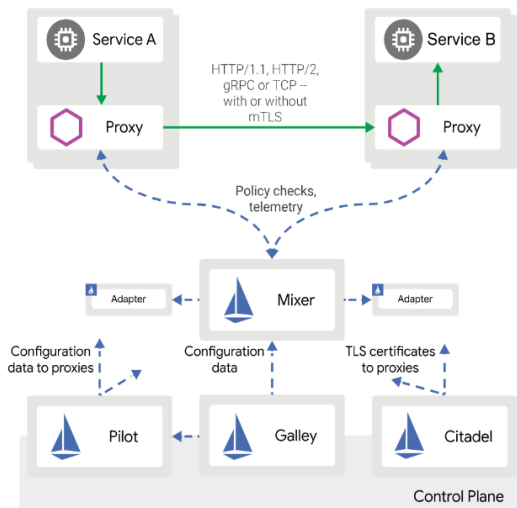 Service A
Service B
HTTP/1.1, HTTP/2,
gRPC or TCP --
with or without
mTLS
Proxy
Proxy
Policy checks,
telemetry
Mixer
Adapter
Adapter
Configuration
data to proxies
Configuration
data
TLS certificates
to proxies
Pilot
Galley
Citadel
Control Plane